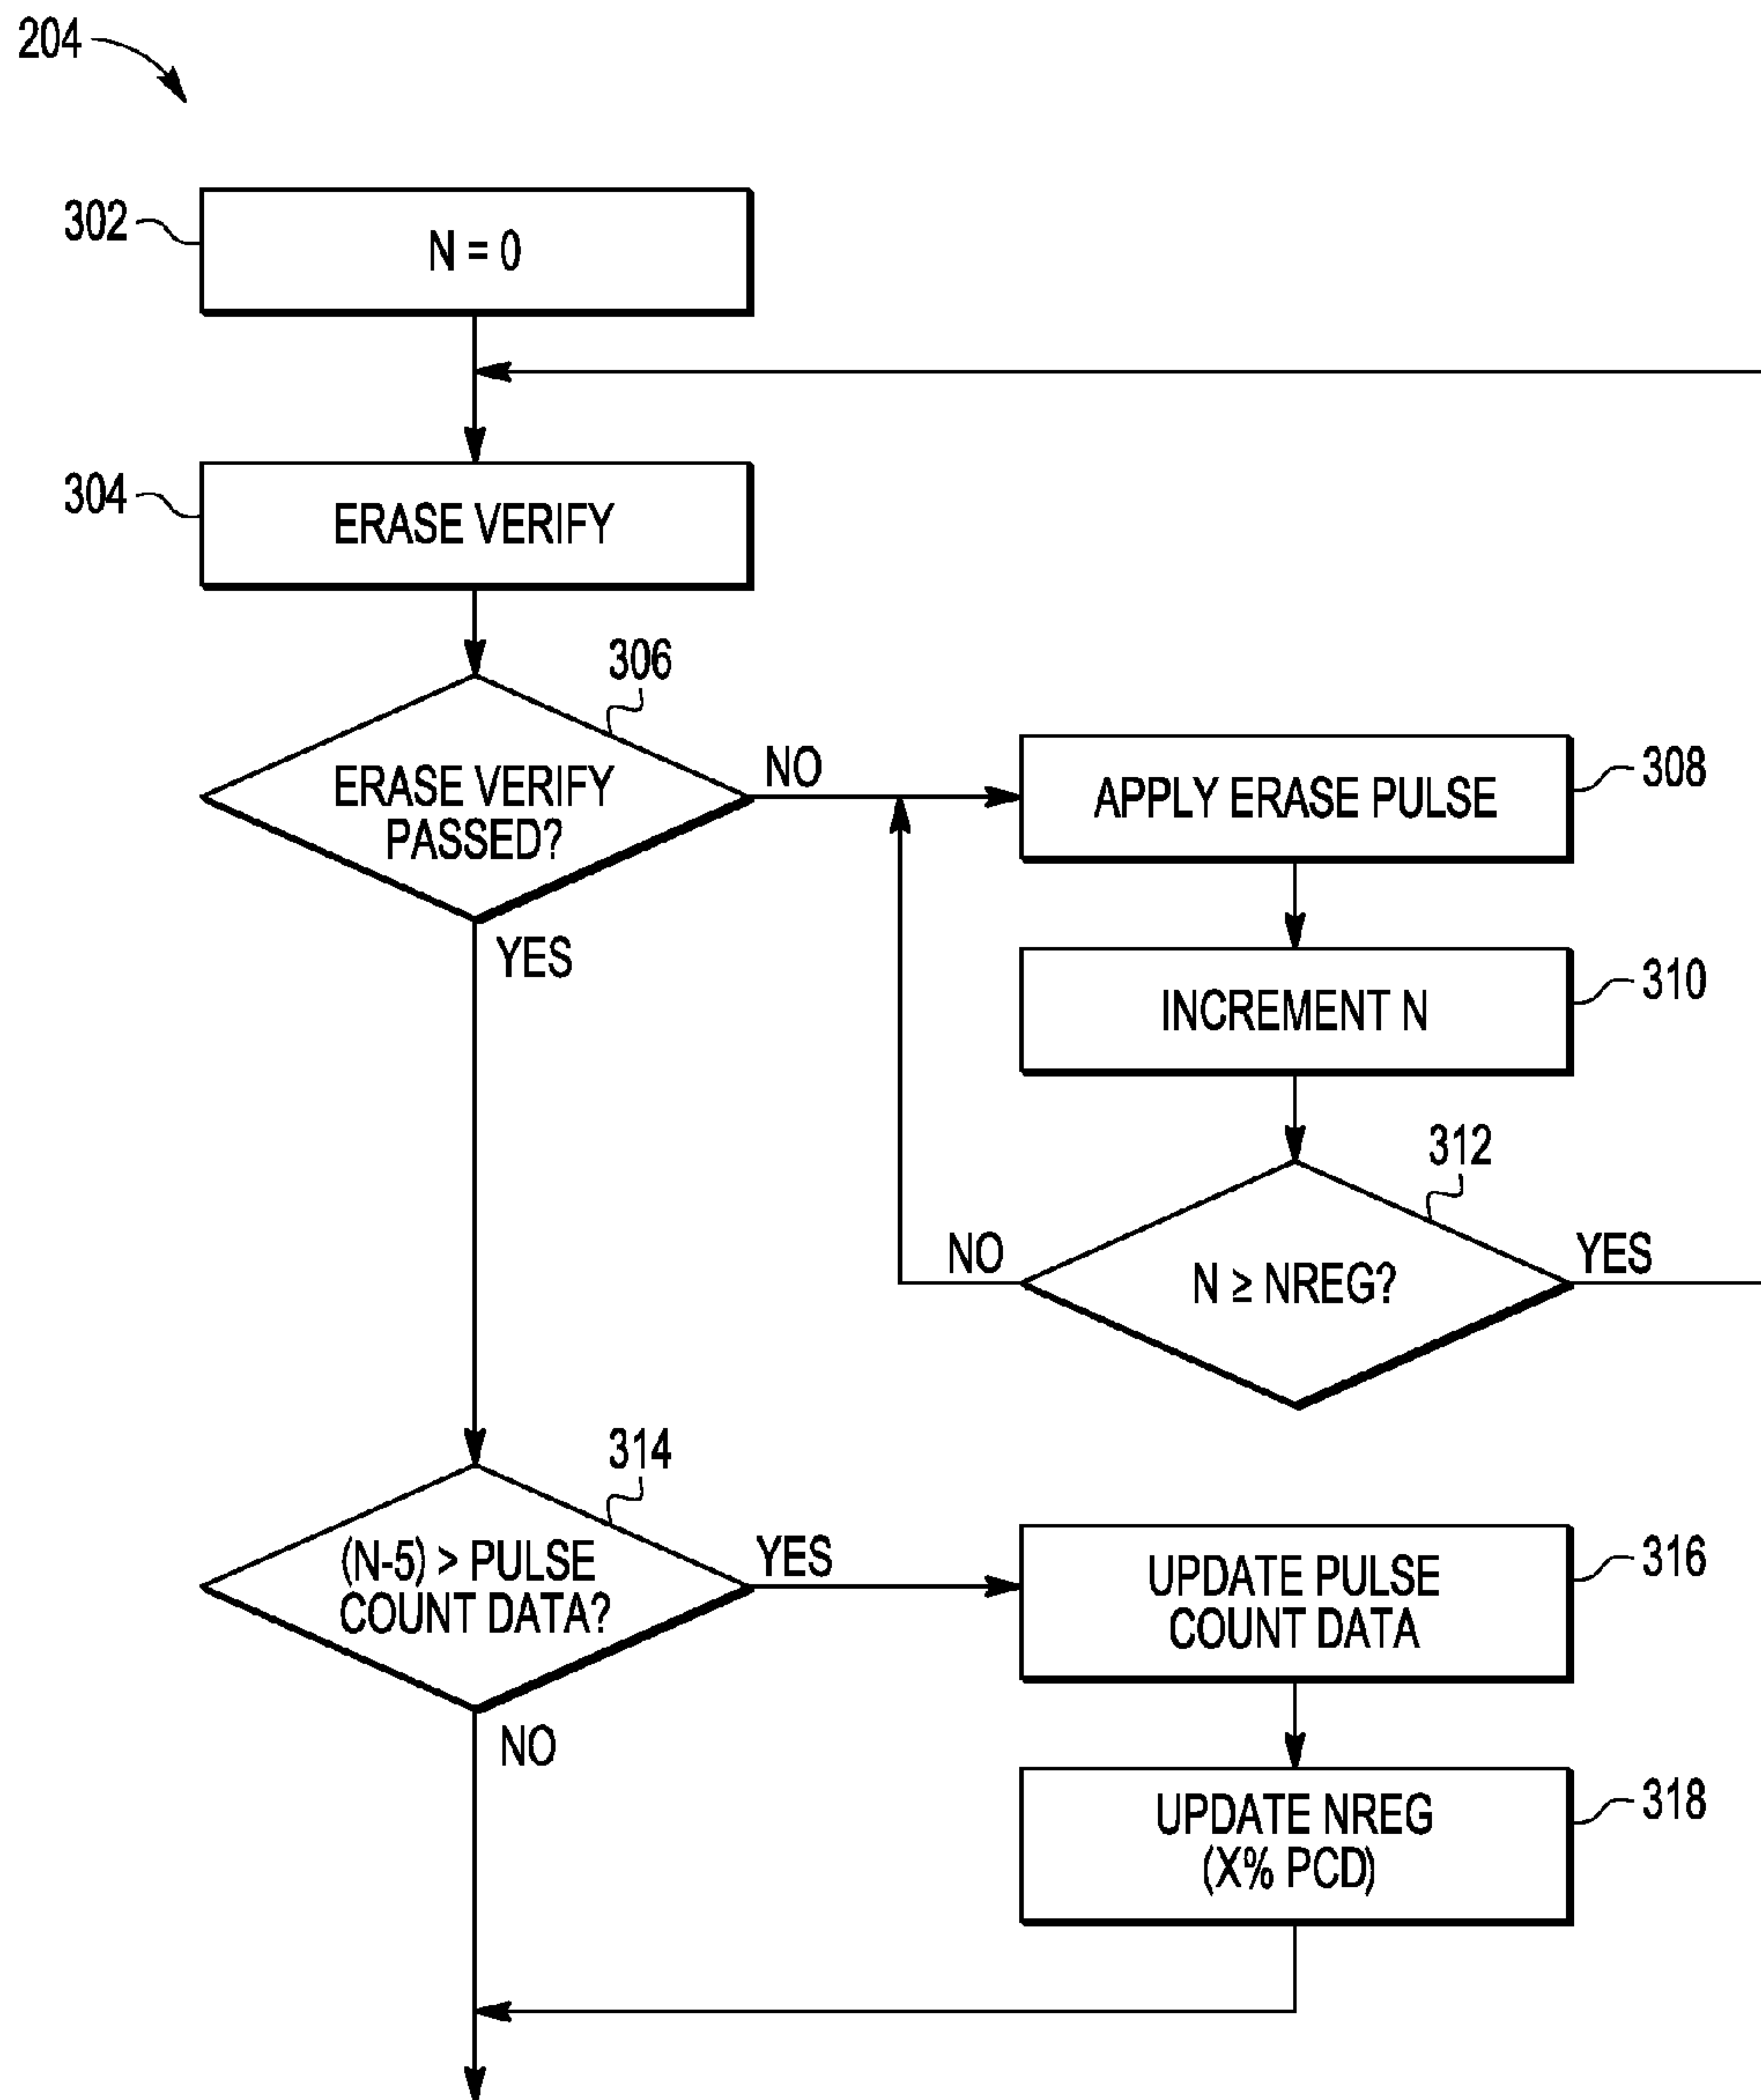 204
302
N = 0
304
ERASE VERIFY
306
ERASE VERIFY
PASSED?
NO
YES
APPLY ERASE PULSE
308
INCREMENT N
310
312
N ≥ NREG?
NO
YES
314
(N-5) > PULSE
COUNT DATA?
YES
NO
UPDATE PULSE
COUNT DATA
316
UPDATE NREG
(X% PCD)
318